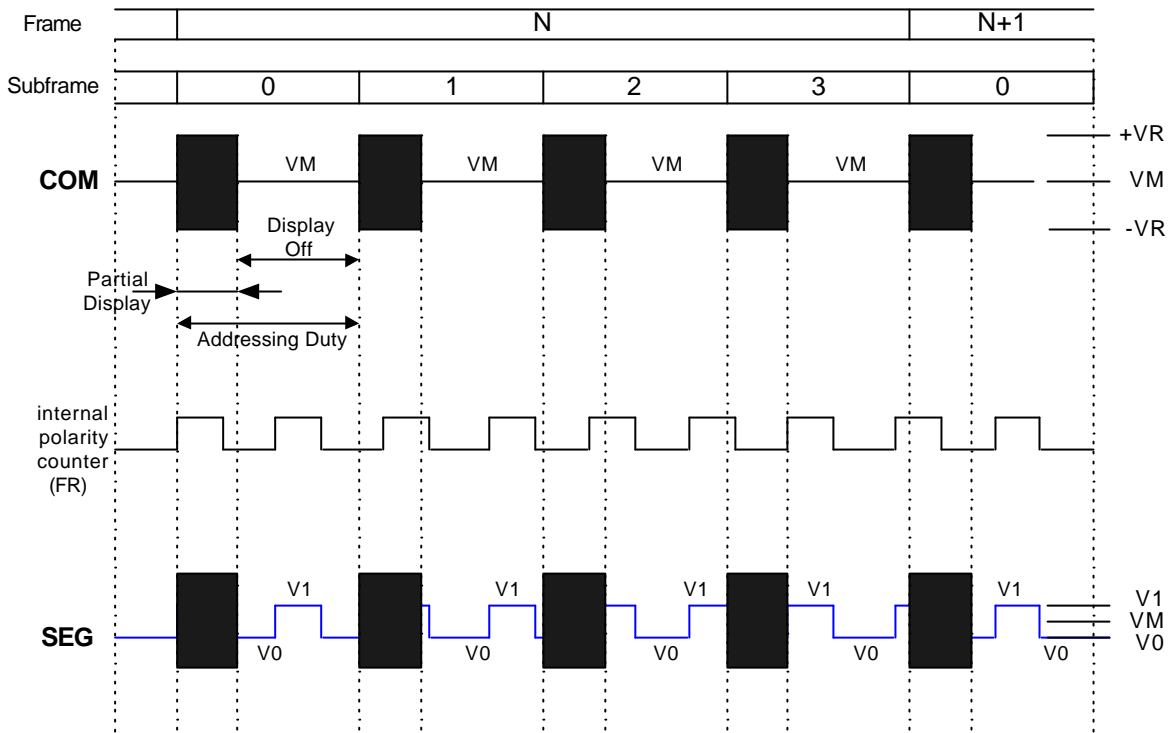 Frame N N+1
Subframe 0 1 2 3 0
+VR
COM VM VM VM VM VM
-VR
Display
Off
Partial
Display
Addressing Duty
internal
polarity
counter
(FR)
V1 V1 V1 V1 V1 V1
VM
SEG V0
V0 V0 V0 V0 V0